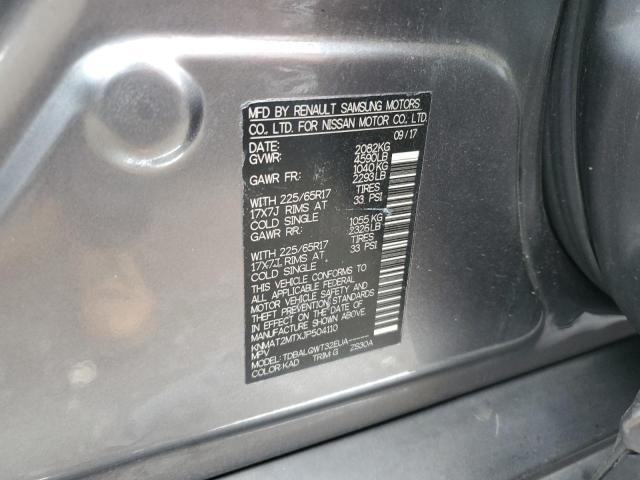 MFD BY RENAULT SAMSUNG MOTORS
CO., LTD. FOR NISSAN MOTOR CO., LTD.
DATE: 09/17
GVWR: 2082KG
4590LB
GAWR FR: 1040 KG
2293LB
WITH 225/65R17 TIRES
17X7J RIMS AT 33 PSI
COLD SINGLE
GAWR RR: 1055 KG
2326LB
WITH 225/65R17 TIRES
17X7J RIMS AT 33 PSI
COLD SINGLE
THIS VEHICLE CONFORMS TO
ALL APPLICABLE FEDERAL
MOTOR VEHICLE SAFETY AND
THEFT PREVENTION STANDARDS
IN EFFECT ON THE DATE OF
MANUFACTURE SHOWN ABOVE.
KNMAT2MTXJP504110
MPV
MODEL: TDBALQWT32EUA-----
COLOR:KAD TRIM:G ZS30A